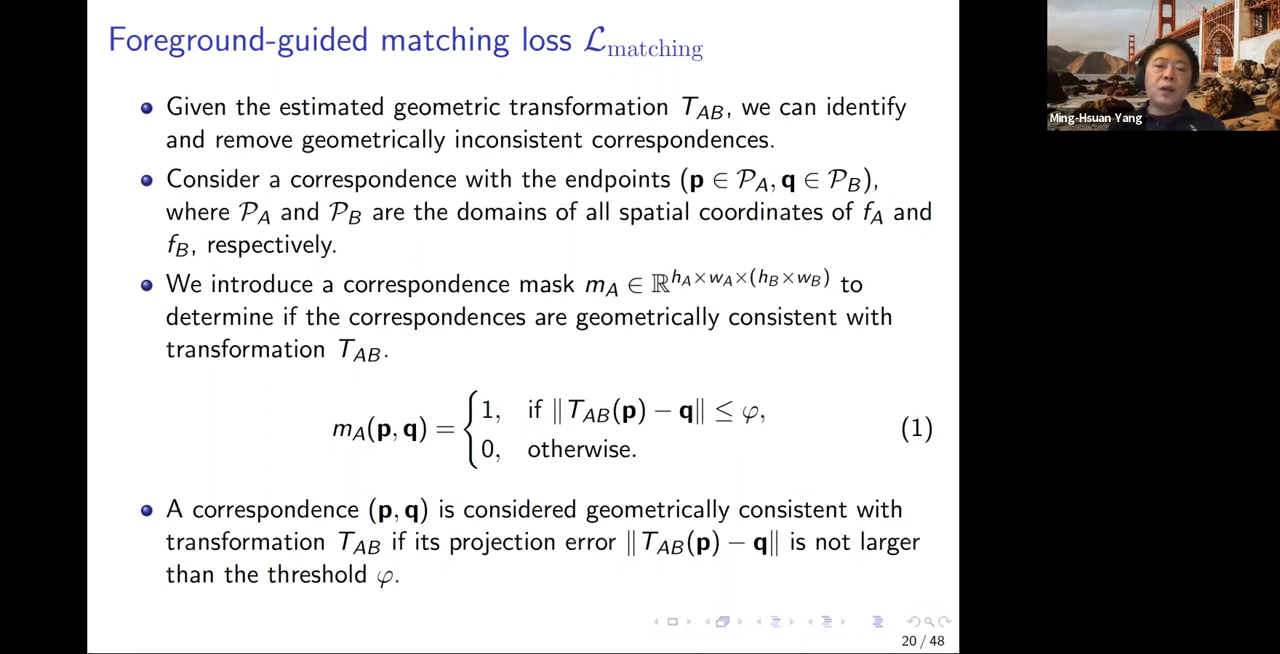 Foreground-guided matching loss ℒ_matching
Given the estimated geometric transformation T_AB, we can identify
and remove geometrically inconsistent correspondences.
Consider a correspondence with the endpoints (p ∈ 𝒫_A, q ∈ 𝒫_B),
where 𝒫_A and 𝒫_B are the domains of all spatial coordinates of f_A and
f_B, respectively.
We introduce a correspondence mask m_A ∈ ℝ^{h_A×w_A×(h_B×w_B)} to
determine if the correspondences are geometrically consistent with
transformation T_AB.
m_A(p, q) = { 1, if ‖T_AB(p) − q‖ ≤ φ,
0, otherwise.
(1)
A correspondence (p, q) is considered geometrically consistent with
transformation T_AB if its projection error ‖T_AB(p) − q‖ is not larger
than the threshold φ.
20 / 48
Ming-Hsuan Yang